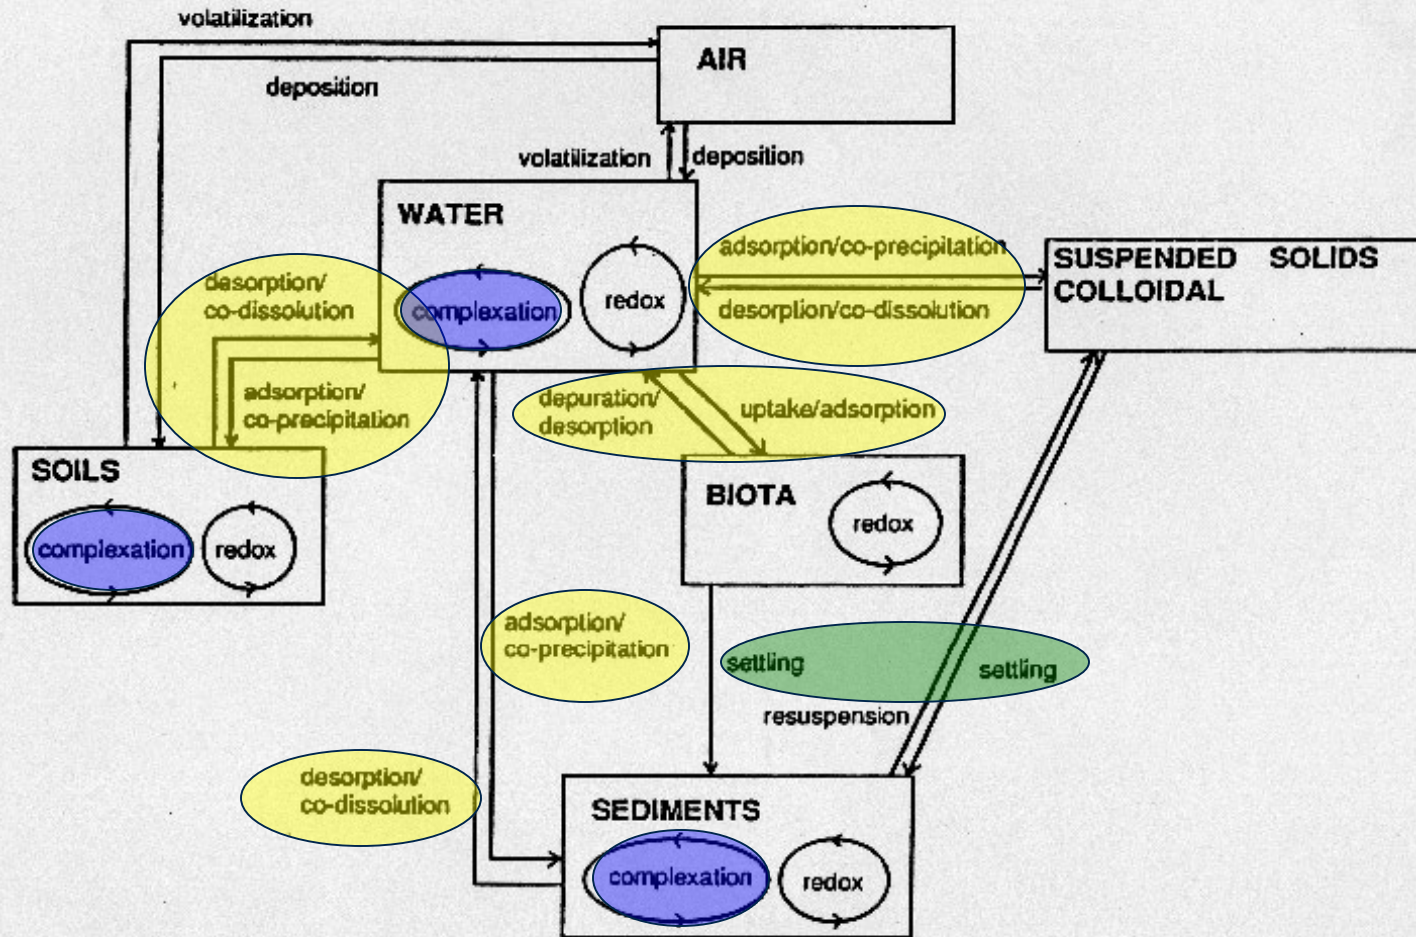 volatilization
AIR
deposition
volatilization
deposition
WATER
adsorption/co-precipitation
SUSPENDED SOLIDS
COLLOIDAL
desorption/
co-dissolution
complexation
redox
desorption/co-dissolution
adsorption/
co-precipitation
depuration/
desorption
uptake/adsorption
SOILS
complexation
redox
BIOTA
redox
adsorption/
co-precipitation
settling
settling
resuspension
desorption/
co-dissolution
SEDIMENTS
complexation
redox